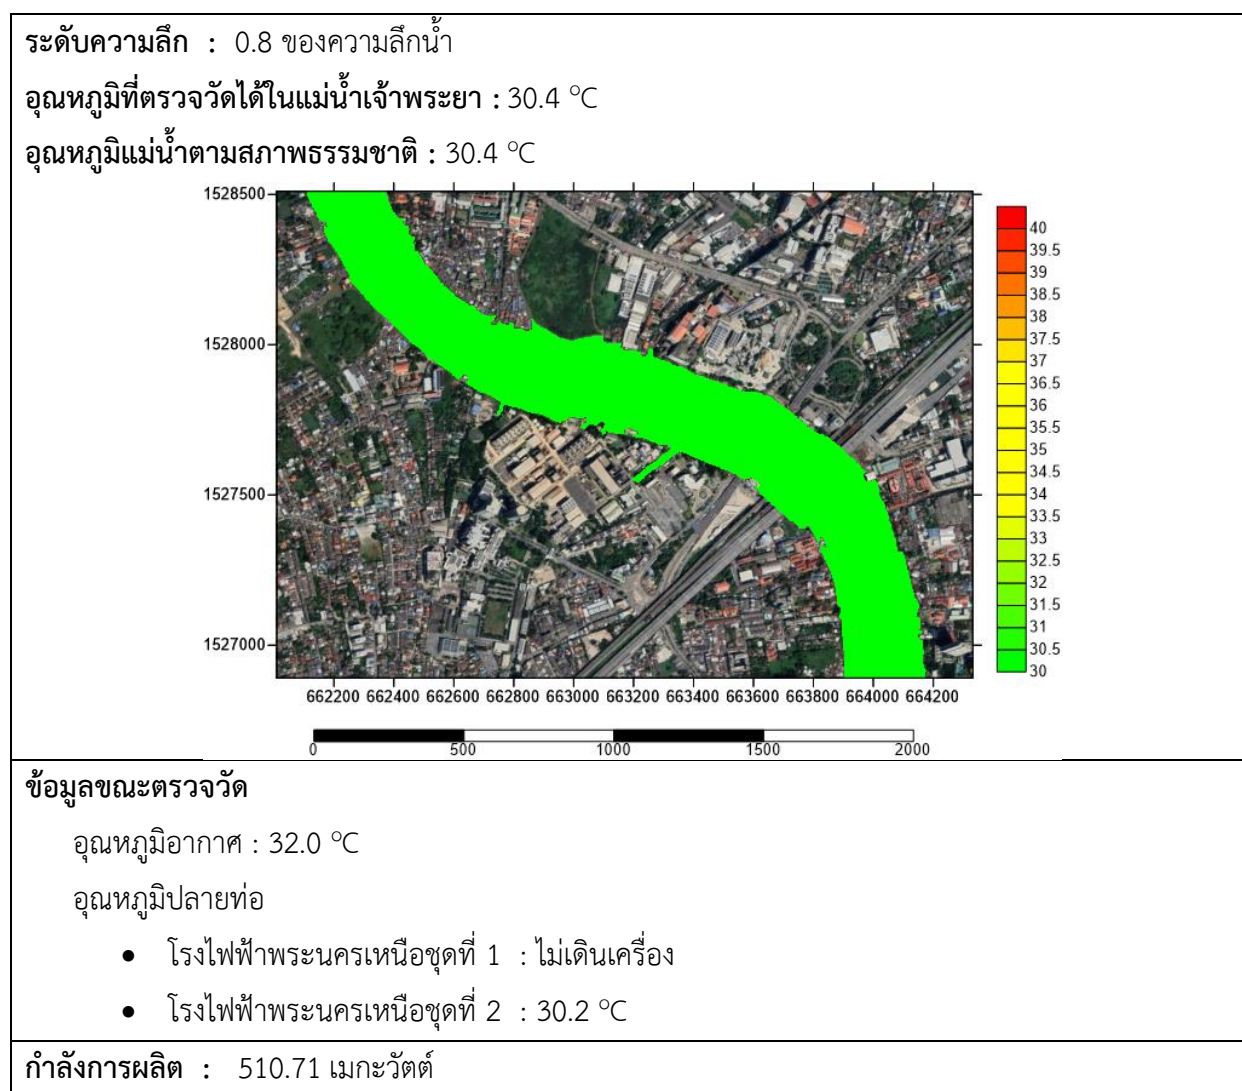 ระดับความลึก : 0.8 ของความลึกน้ำ
อุณหภูมิที่ตรวจวัดได้ในแม่น้ำเจ้าพระยา : 30.4 °C
อุณหภูมิแม่น้ำตามสภาพธรรมชาติ : 30.4 °C
1528500
1528000
1527500
1527000
662200 662400 662600 662800 663000 663200 663400 663600 663800 664000 664200
0 500 1000 1500 2000
40
39.5
39
38.5
38
37.5
37
36.5
36
35.5
35
34.5
34
33.5
33
32.5
32
31.5
31
30.5
30
ข้อมูลขณะตรวจวัด
อุณหภูมิอากาศ : 32.0 °C
อุณหภูมิปลายท่อ
• โรงไฟฟ้าพระนครเหนือชุดที่ 1 : ไม่เดินเครื่อง
• โรงไฟฟ้าพระนครเหนือชุดที่ 2 : 30.2 °C
กำลังการผลิต : 510.71 เมกะวัตต์